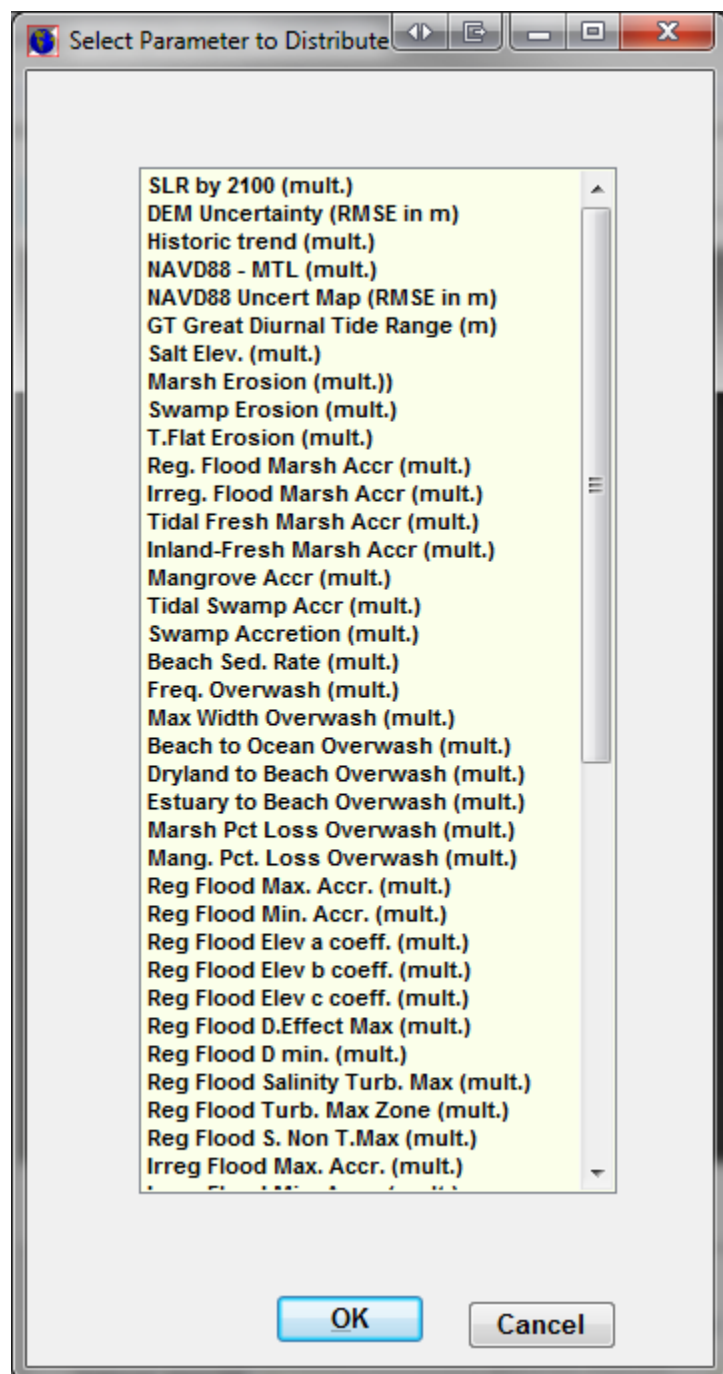 Select Parameter to Distribute
SLR by 2100 (mult.)
DEM Uncertainty (RMSE in m)
Historic trend (mult.)
NAVD88 - MTL (mult.)
NAVD88 Uncert Map (RMSE in m)
GT Great Diurnal Tide Range (m)
Salt Elev. (mult.)
Marsh Erosion (mult.))
Swamp Erosion (mult.)
T.Flat Erosion (mult.)
Reg. Flood Marsh Accr (mult.)
Irreg. Flood Marsh Accr (mult.)
Tidal Fresh Marsh Accr (mult.)
Inland-Fresh Marsh Accr (mult.)
Mangrove Accr (mult.)
Tidal Swamp Accr (mult.)
Swamp Accretion (mult.)
Beach Sed. Rate (mult.)
Freq. Overwash (mult.)
Max Width Overwash (mult.)
Beach to Ocean Overwash (mult.)
Dryland to Beach Overwash (mult.)
Estuary to Beach Overwash (mult.)
Marsh Pct Loss Overwash (mult.)
Mang. Pct. Loss Overwash (mult.)
Reg Flood Max. Accr. (mult.)
Reg Flood Min. Accr. (mult.)
Reg Flood Elev a coeff. (mult.)
Reg Flood Elev b coeff. (mult.)
Reg Flood Elev c coeff. (mult.)
Reg Flood D.Effect Max (mult.)
Reg Flood D min. (mult.)
Reg Flood Salinity Turb. Max (mult.)
Reg Flood Turb. Max Zone (mult.)
Reg Flood S. Non T.Max (mult.)
Irreg Flood Max. Accr. (mult.)
OK
Cancel